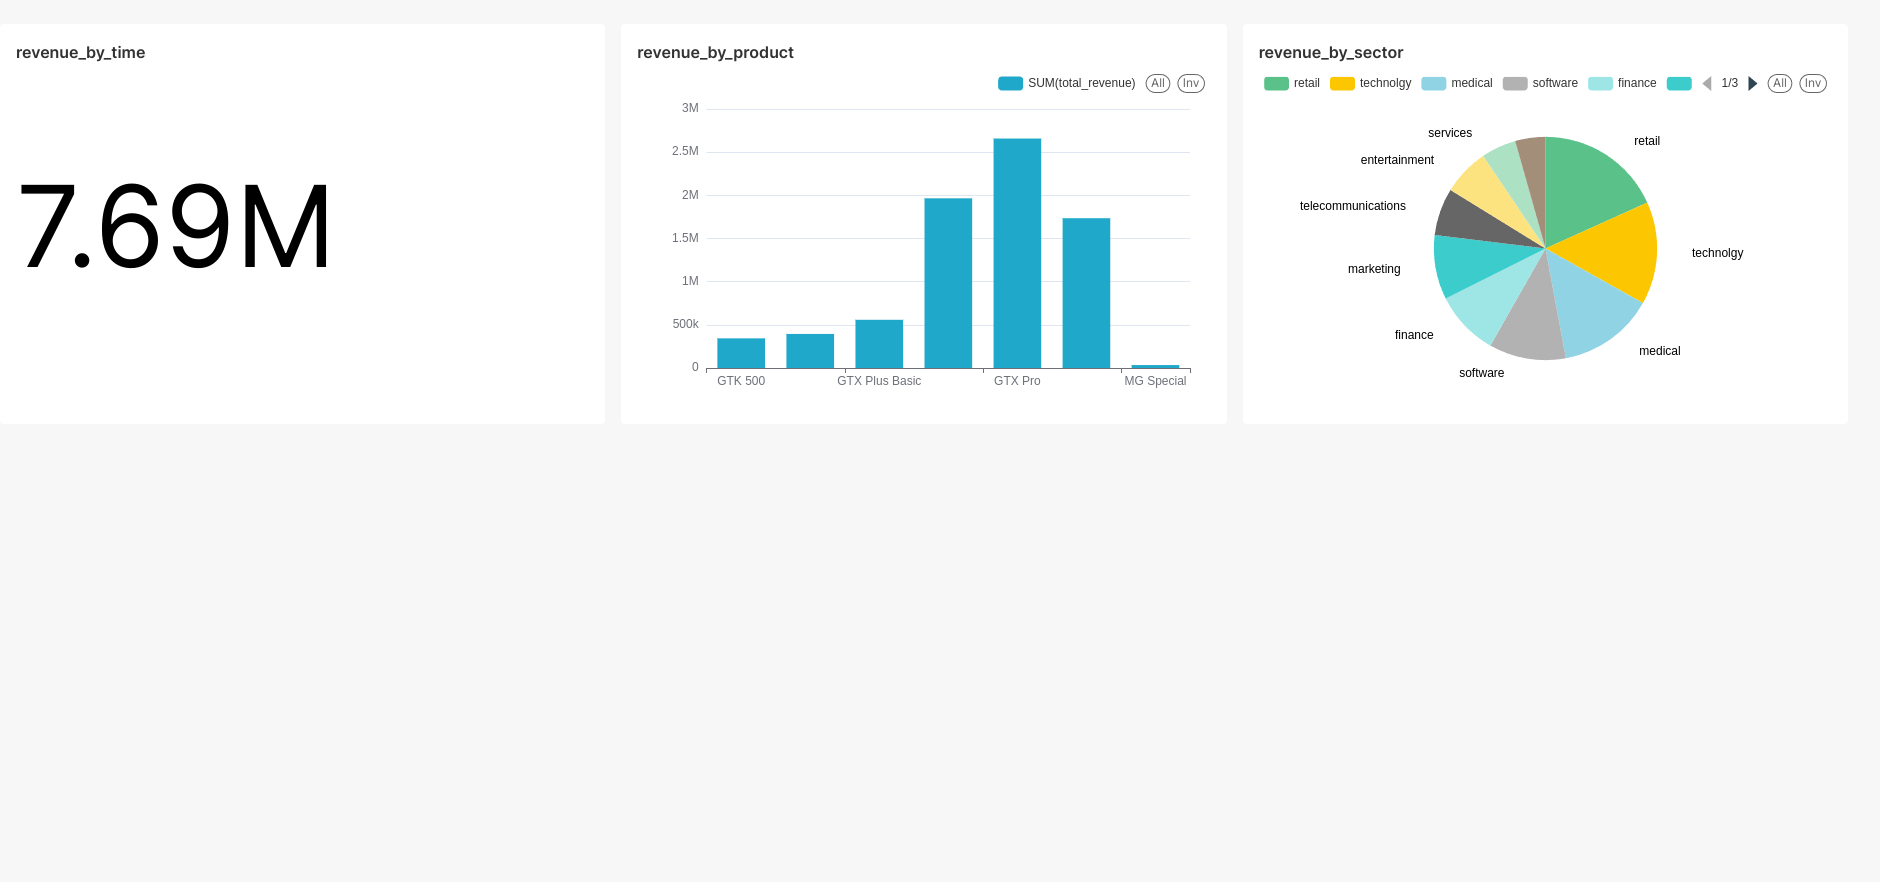 revenue_by_time
7.69M
revenue_by_product
SUM(total_revenue) All Inv
3M
2.5M
2M
1.5M
1M
500k
0
GTK 500 GTX Plus Basic GTX Pro MG Special
revenue_by_sector
retail technolgy medical software finance 1/3 All Inv
services
retail
entertainment
telecommunications
technolgy
marketing
finance
medical
software